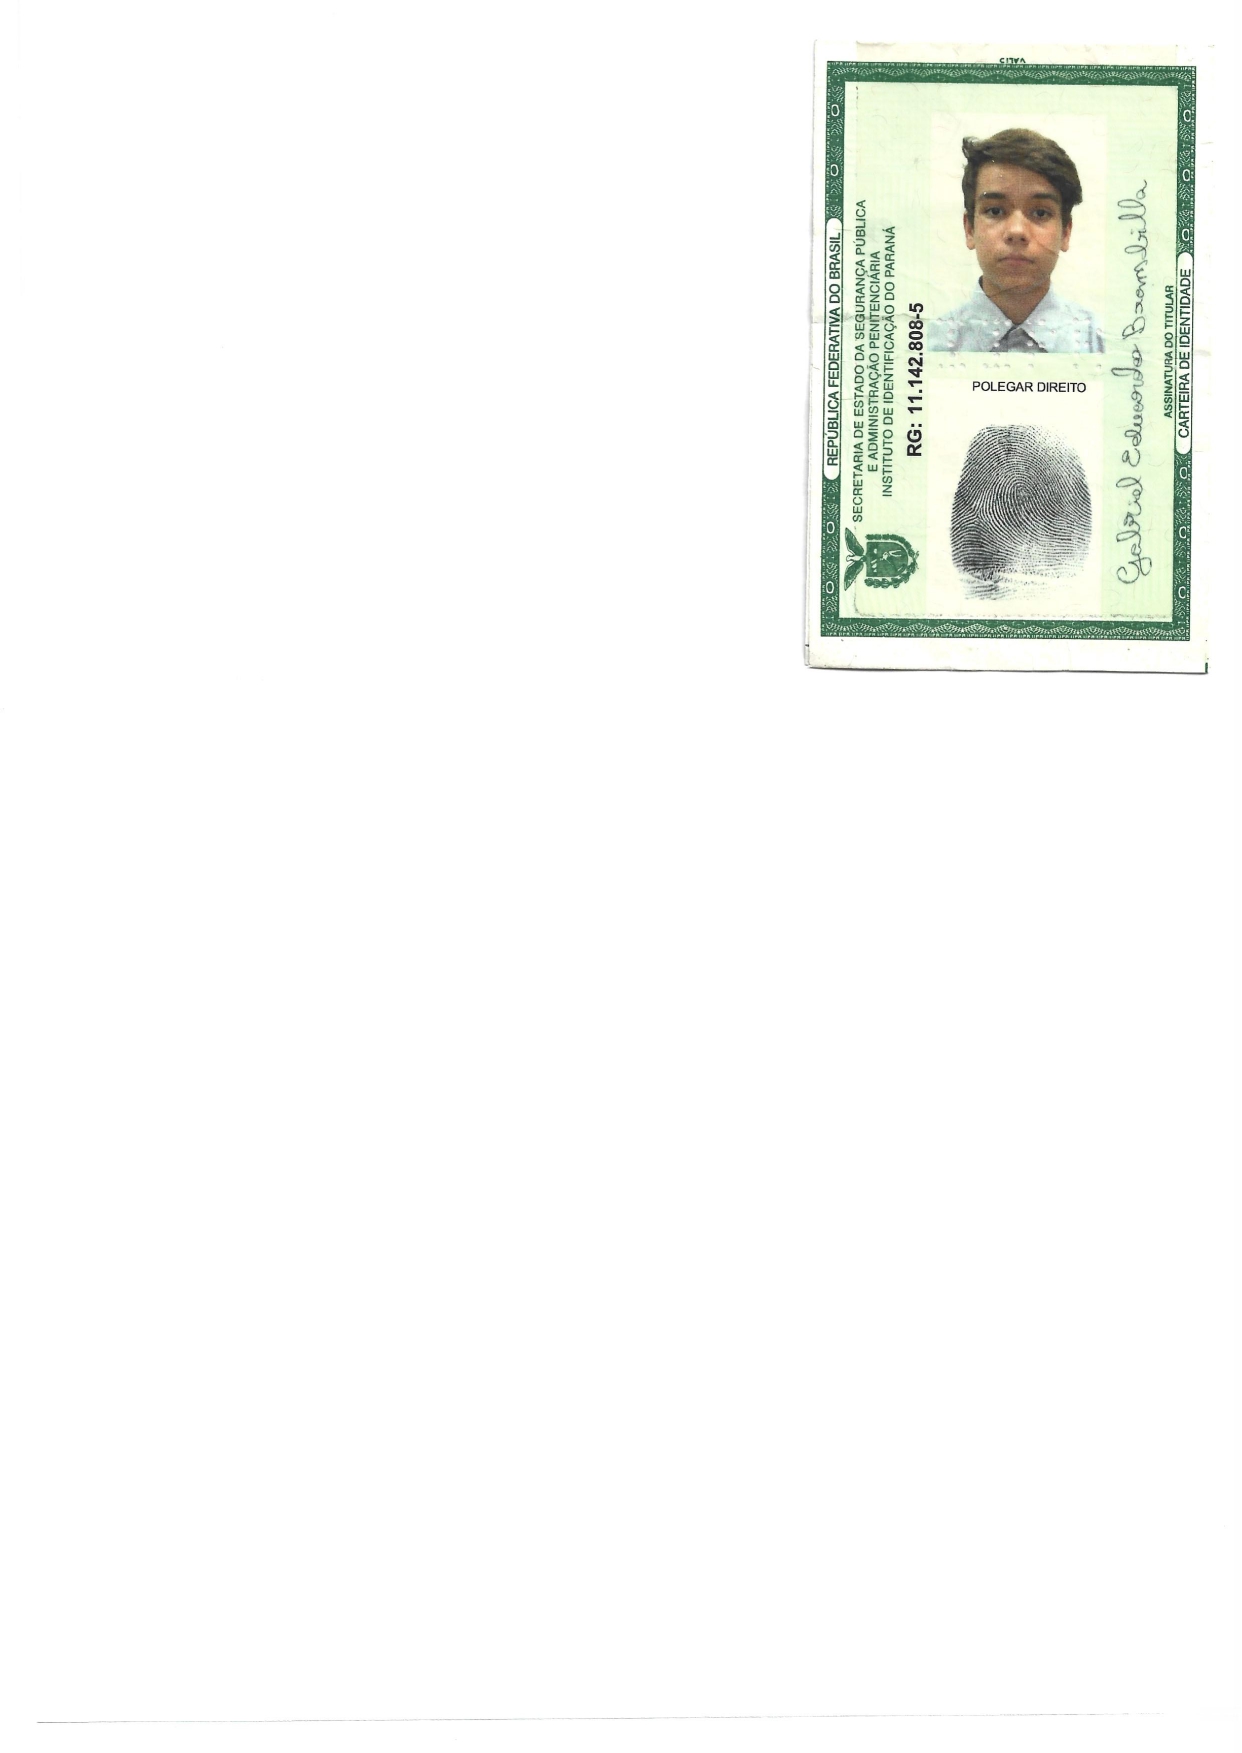 REPÚBLICA FEDERATIVA DO BRASIL
SECRETARIA DE ESTADO DA SEGURANÇA PÚBLICA
E ADMINISTRAÇÃO PENITENCIÁRIA
INSTITUTO DE IDENTIFICAÇÃO DO PARANÁ
RG: 11.142.808-5
POLEGAR DIREITO
Gabriel Eduardo Brambilla
ASSINATURA DO TITULAR
CARTEIRA DE IDENTIDADE